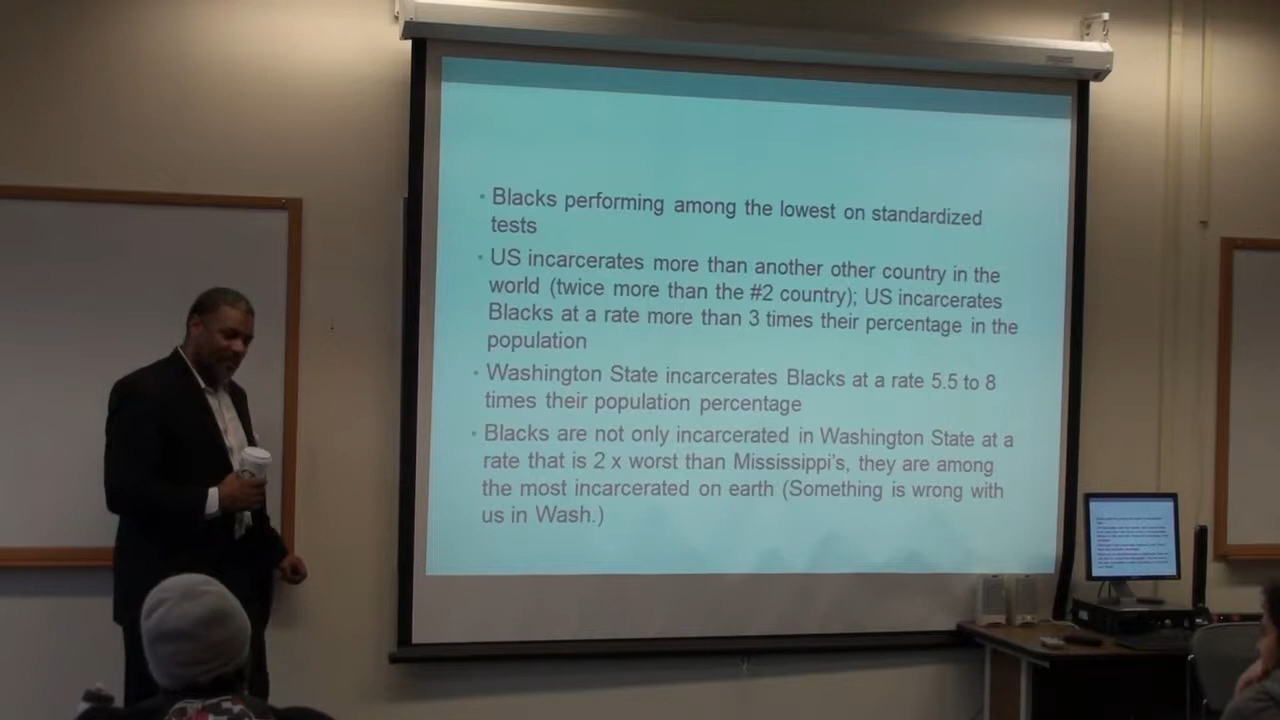 • Blacks performing among the lowest on standardized
tests
• US incarcerates more than another other country in the
world (twice more than the #2 country); US incarcerates
Blacks at a rate more than 3 times their percentage in the
population
• Washington State incarcerates Blacks at a rate 5.5 to 8
times their population percentage
• Blacks are not only incarcerated in Washington State at a
rate that is 2 x worst than Mississippi's, they are among
the most incarcerated on earth (Something is wrong with
us in Wash.)